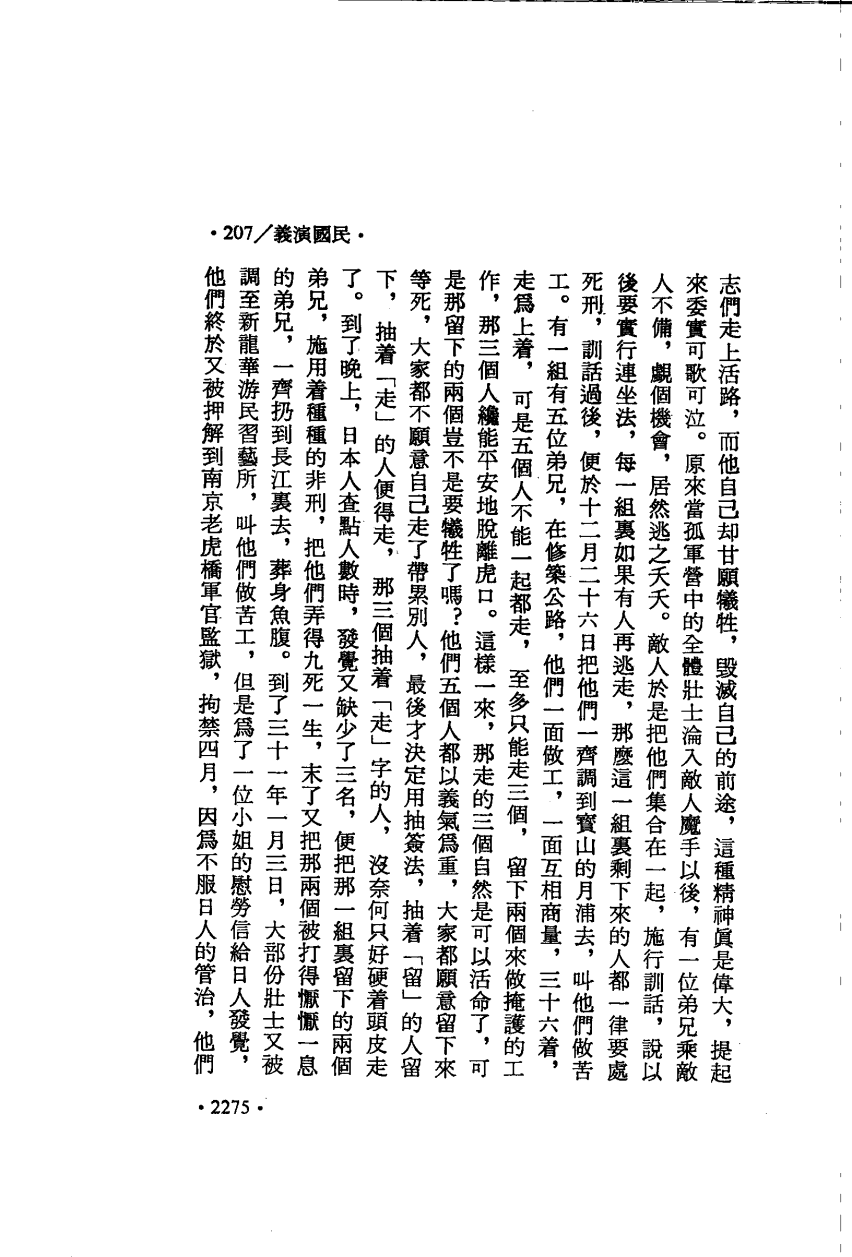 ・207／義演國民・
志們走上活路，而他自己却甘願犧牲，毀滅自己的前途，這種精神眞是偉大，提起
來委實可歌可泣。原來當孤軍營中的全體壯士淪入敵人魔手以後，有一位弟兄乘敵
人不備，覷個機會，居然逃之夭夭。敵人於是把他們集合在一起，施行訓話，說以
後要實行連坐法，每一組裏如果有人再逃走，那麼這一組裏剩下來的人都一律要處
死刑，訓話過後，便於十二月二十六日把他們一齊調到寶山的月浦去，叫他們做苦
工。有一組有五位弟兄，在修築公路，他們一面做工，一面互相商量，三十六着，
走爲上着，可是五個人不能一起都走，至多只能走三個，留下兩個來做掩護的工
作，那三個人纔能平安地脫離虎口。這樣一來，那走的三個自然是可以活命了，可
是那留下的兩個豈不是要犧牲了嗎？他們五個人都以義氣爲重，大家都願意留下來
等死，大家都不願意自己走了帶累別人，最後才決定用抽簽法，抽着「留」的人留
下，抽着「走」的人便得走，那三個抽着「走」字的人，沒奈何只好硬着頭皮走
了。到了晚上，日本人查點人數時，發覺又缺少了三名，便把那一組裏留下的兩個
弟兄，施用着種種的非刑，把他們弄得九死一生，末了又把那兩個被打得懨懨一息
的弟兄，一齊扔到長江裏去，葬身魚腹。到了三十一年一月三日，大部份壯士又被
調至新龍華游民習藝所，叫他們做苦工，但是爲了一位小姐的慰勞信給日人發覺，
他們終於又被押解到南京老虎橋軍官監獄，拘禁四月，因爲不服日人的管治，他們
・2275・